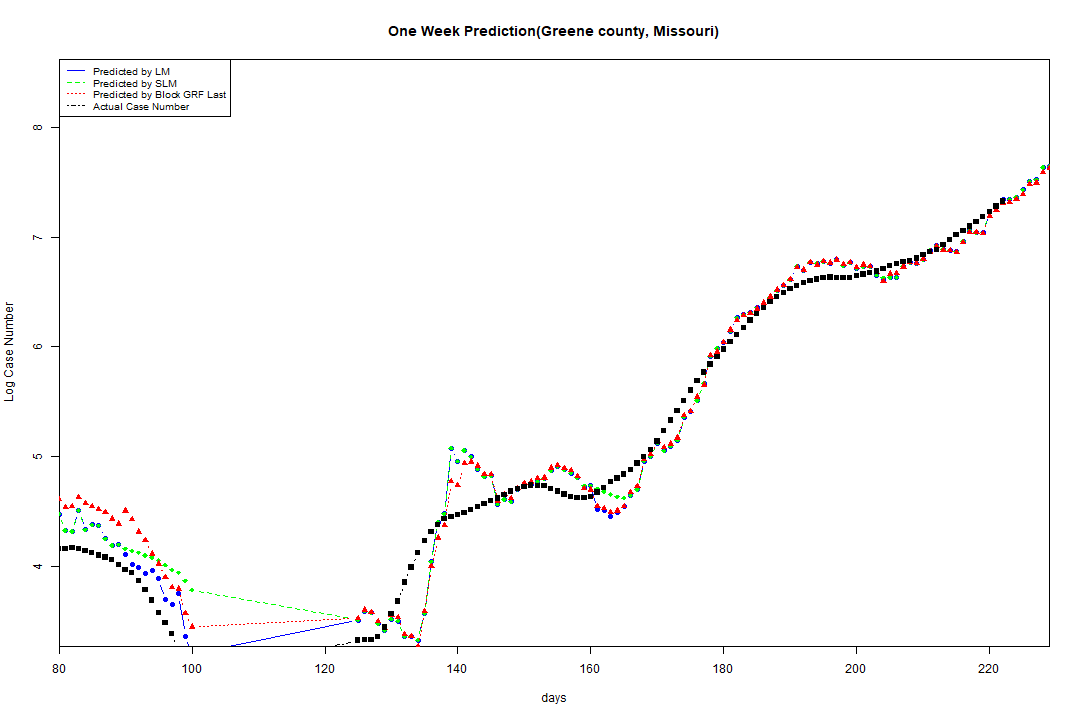 One Week Prediction(Greene county, Missouri)
Predicted by LM
Predicted by SLM
Predicted by Block GRF Last
Actual Case Number
Log Case Number
8
7
6
5
4
80 100 120 140 160 180 200 220
days